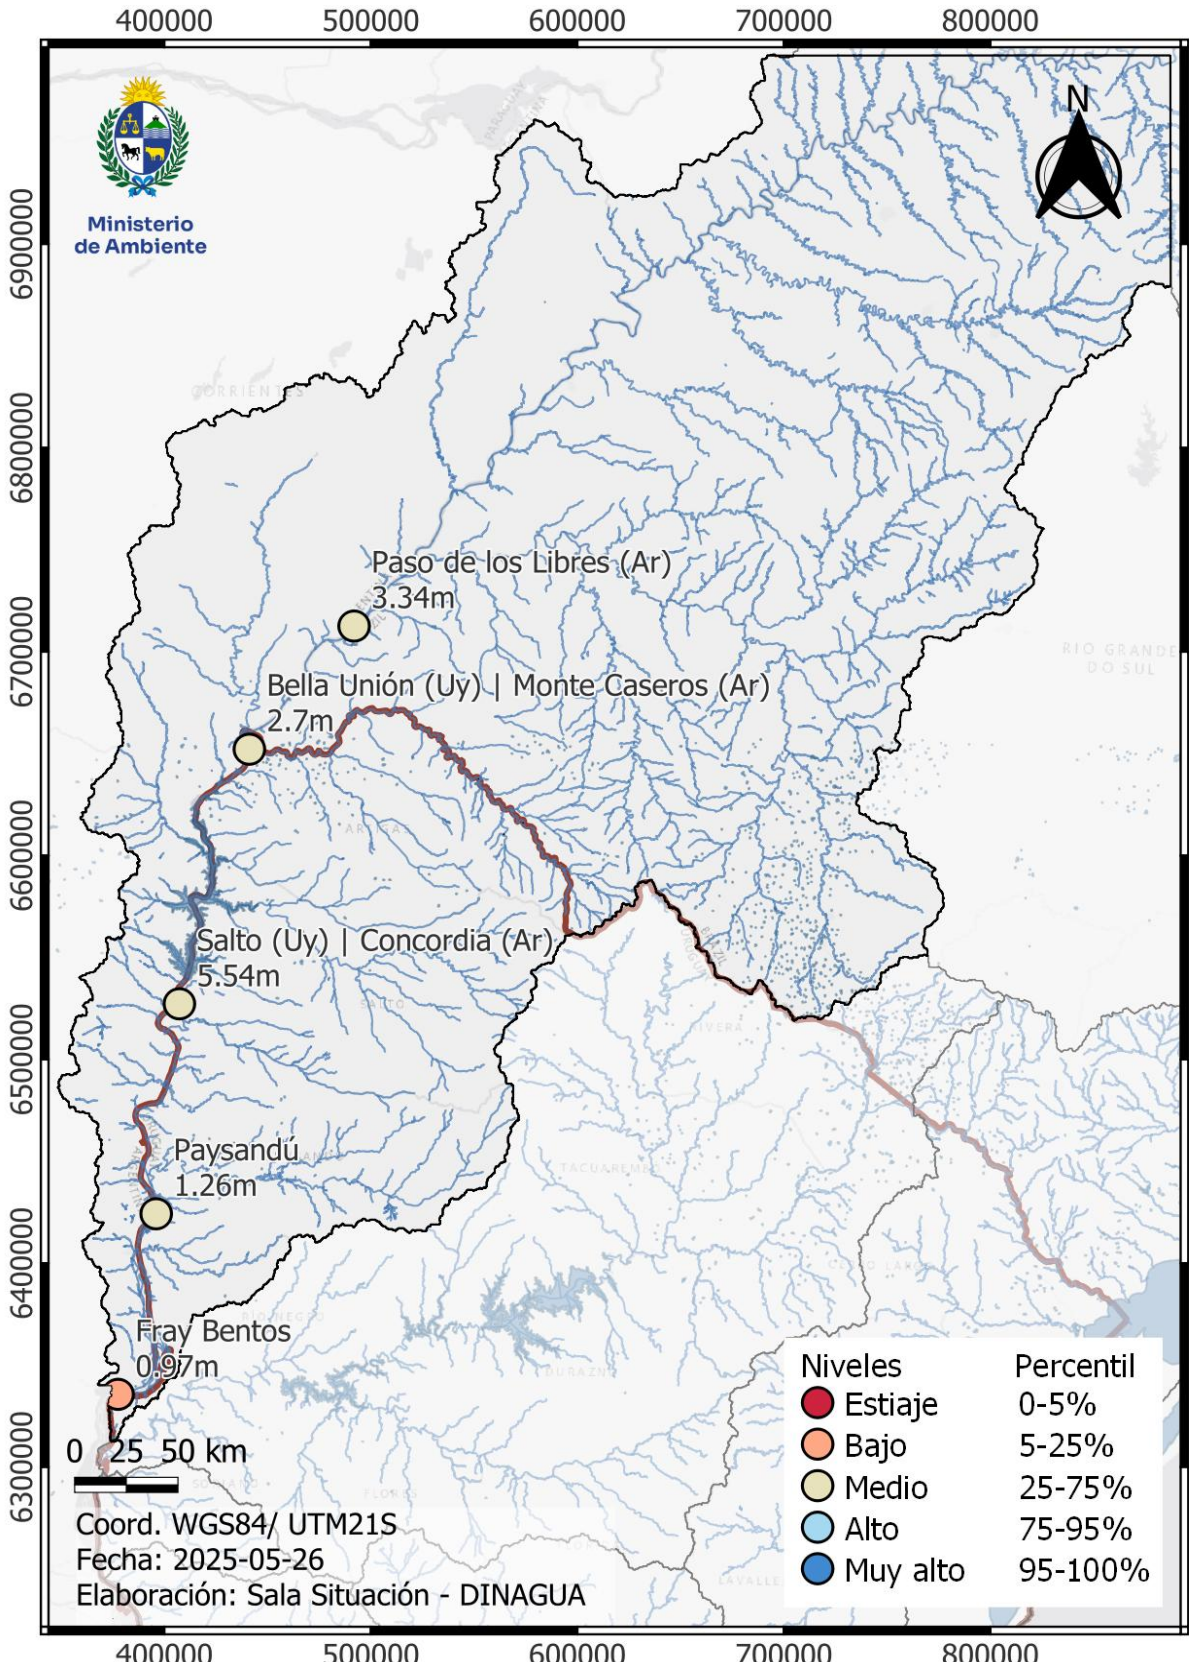 400000 500000 600000 700000 800000
N
Ministerio
de Ambiente
6900000
6800000
6700000
6600000
6500000
6400000
6300000
CORRIENTES
Paso de los Libres (Ar)
3.34m
RIO GRANDE
DO SUL
Bella Unión (Uy) | Monte Caseros (Ar)
2.7m
ARTIGAS
Salto (Uy) | Concordia (Ar)
5.54m
SALTO
RIVERA
Paysandú
1.26m
TACUAREMBÓ
Fray Bentos
0.97m
DURAZNO
0 25 50 km
FLORES
Coord. WGS84/ UTM21S
Fecha: 2025-05-26
Elaboración: Sala Situación - DINAGUA
Niveles Percentil
Estiaje 0-5%
Bajo 5-25%
Medio 25-75%
Alto 75-95%
Muy alto 95-100%
LAVALLE
400000 500000 600000 700000 800000